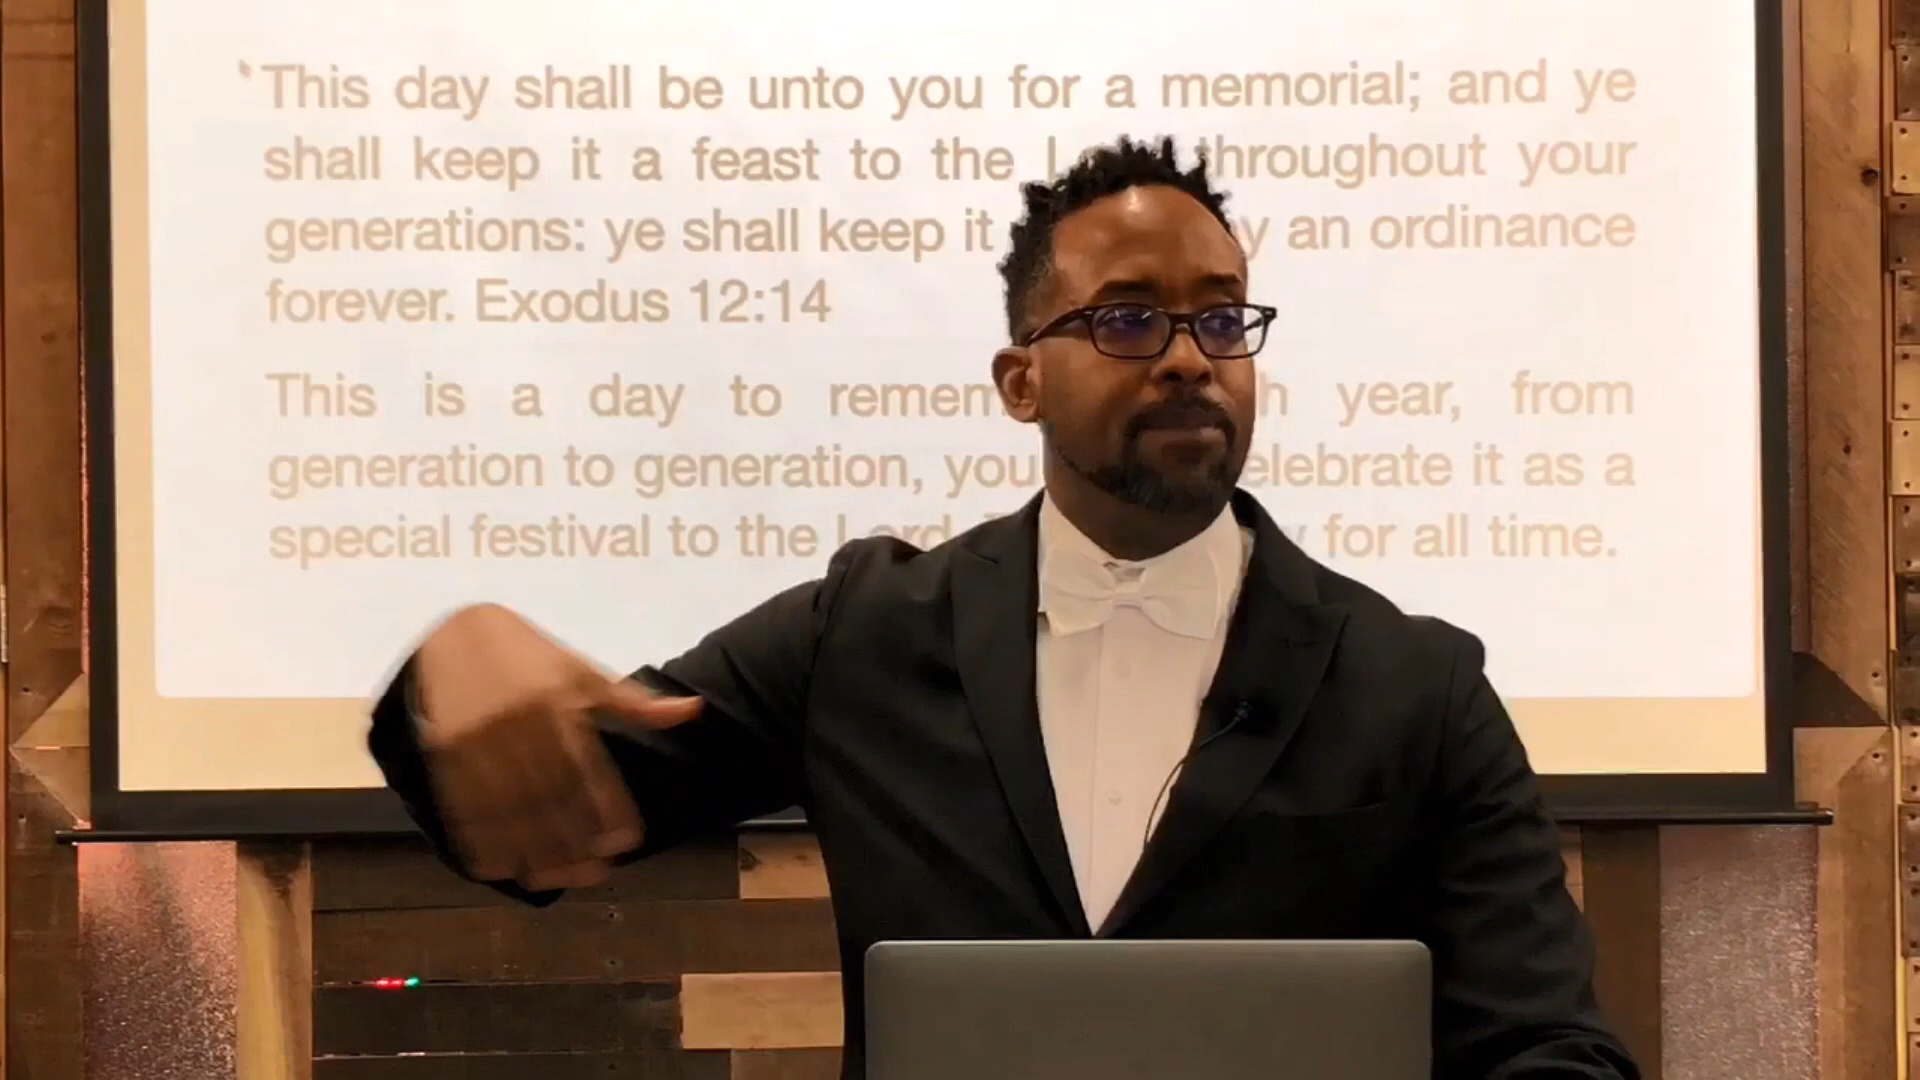 This day shall be unto you for a memorial; and ye
shall keep it a feast to the throughout your
generations: ye shall keep it an ordinance
forever. Exodus 12:14
This is a day to year, from
generation to generation, you it as a
special festival to the Lord. for all time.